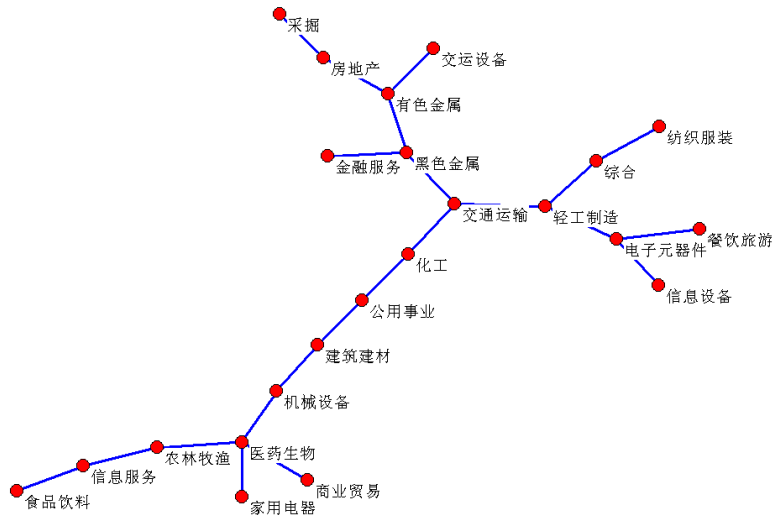 采掘
房地产
交运设备
有色金属
纺织服装
金融服务
黑色金属
综合
交通运输
轻工制造
餐饮旅游
电子元器件
化工
信息设备
公用事业
建筑建材
机械设备
农林牧渔
医药生物
信息服务
商业贸易
食品饮料
家用电器